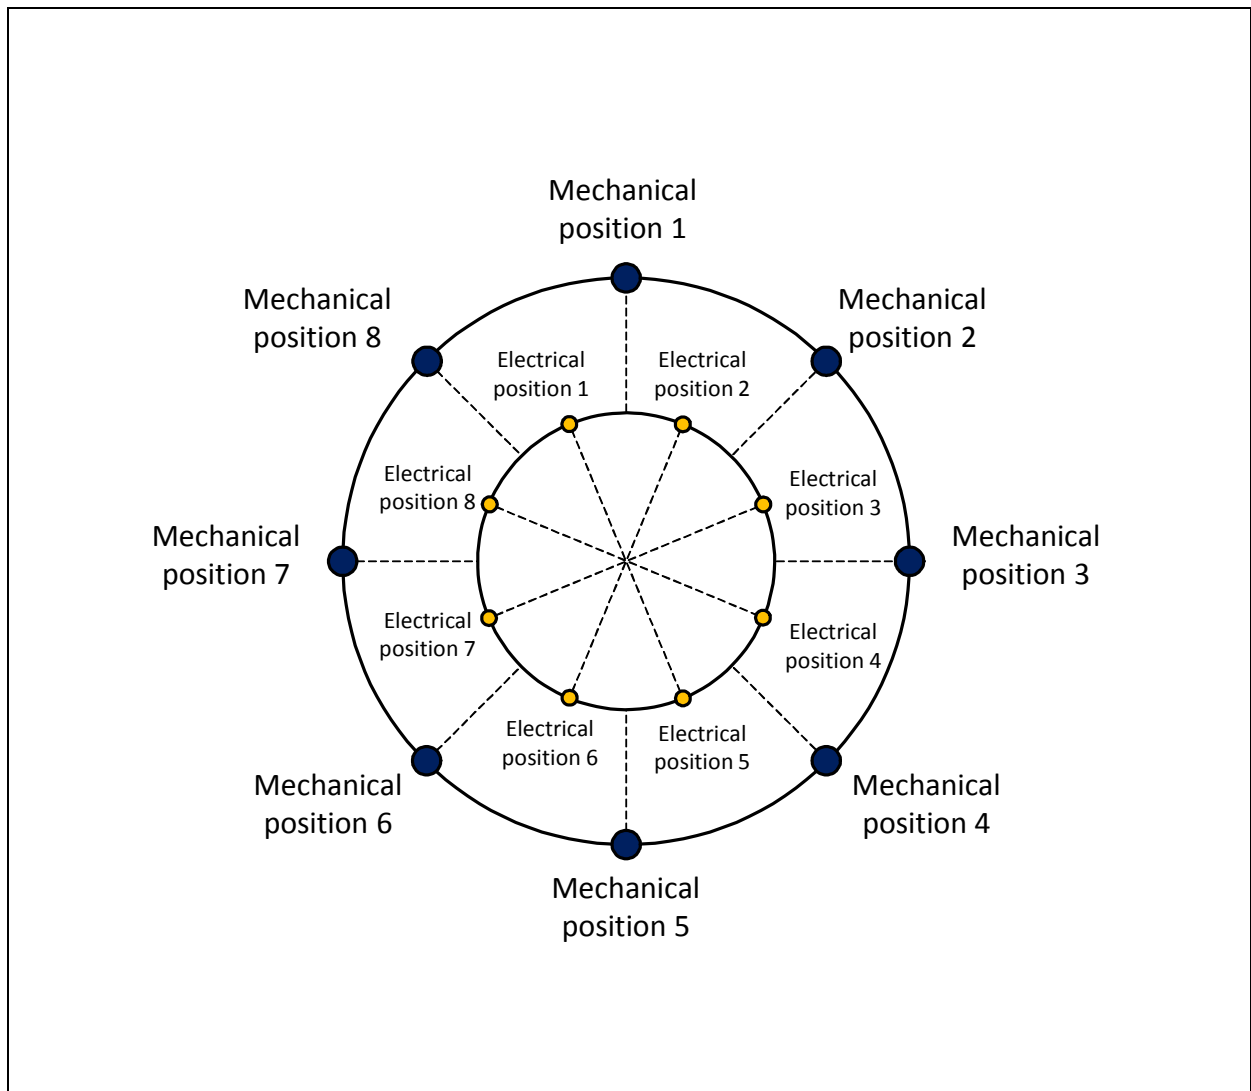 Mechanical
position 1
Mechanical
position 8
Mechanical
position 2
Electrical
position 1
Electrical
position 2
Electrical
position 8
Electrical
position 3
Mechanical
position 7
Mechanical
position 3
Electrical
position 7
Electrical
position 4
Electrical
position 6
Electrical
position 5
Mechanical
position 6
Mechanical
position 4
Mechanical
position 5